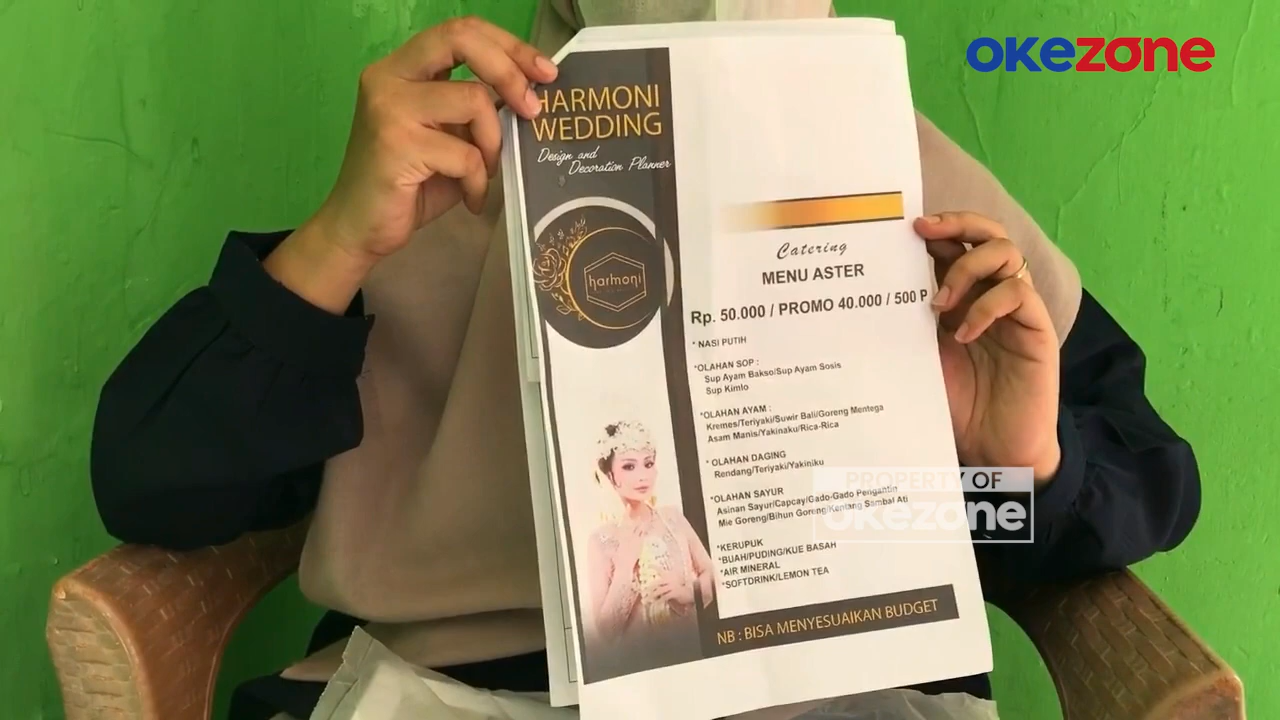 okezone
HARMONI
WEDDING
Design and
Decoration Planner
harmoni
Catering
MENU ASTER
Rp. 50.000 / PROMO 40.000 / 500 P
* NASI PUTIH
*OLAHAN SOP :
Sup Ayam Bakso/Sup Ayam Sosis
Sup Kimlo
*OLAHAN AYAM :
Kremes/Teriyaki/Suwir Bali/Goreng Mentega
Asam Manis/Yakinaku/Rica-Rica
* OLAHAN DAGING
Rendang/Teriyaki/Yakiniku
*OLAHAN SAYUR
Asinan Sayur/Capcay/Gado-Gado Pengantin
Mie Goreng/Bihun Goreng/Kentang Sambal Ati
*KERUPUK
*BUAH/PUDING/KUE BASAH
*AIR MINERAL
*SOFTDRINK/LEMON TEA
NB : BISA MENYESUAIKAN BUDGET
PROPERTY OF
okezone